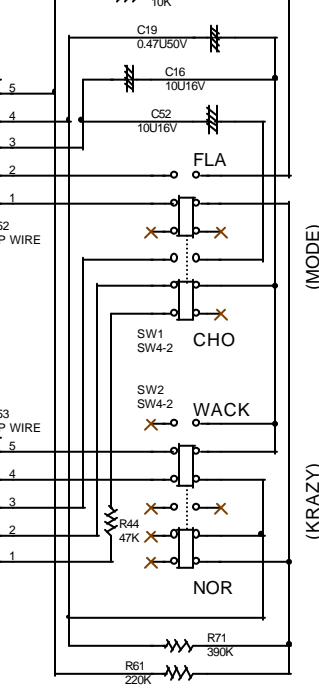 10K
C19
0.47U50V
C16
10U16V
5
4
C52
10U16V
3
FLA
2
1
P WIRE
(MODE)
SW1
SW4-2
CHO
SW2
SW4-2
WACK
P WIRE
5
4
3
R44
47K
2
1
(KRAZY)
NOR
R71
390K
R61
220K